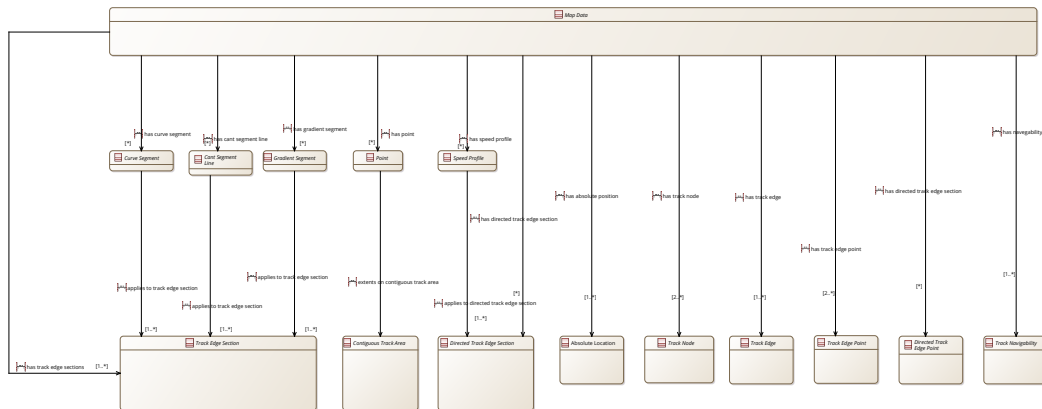 Map Data
has curve segment
[*]
has cant segment line
[*]
has gradient segment
[*]
has point
[*]
has speed profile
[*]
has navegability
Curve Segment
Cant Segment
Line
Gradient Segment
Point
Speed Profile
has absolute position
has track node
has track edge
has directed track edge section
has directed track edge section
has track edge point
applies to track edge section
applies to track edge section
applies to track edge section
extends on contiguous track area
applies to directed track edge section
[1..*]
[1..*]
[1..*]
[1..*]
[*]
[1..*]
[2..*]
[1..*]
[2..*]
[*]
[1..*]
Track Edge Section
Contiguous Track Area
Directed Track Edge Section
Absolute Location
Track Node
Track Edge
Track Edge Point
Directed Track
Edge Point
Track Navigability
has track edge sections
[1..*]